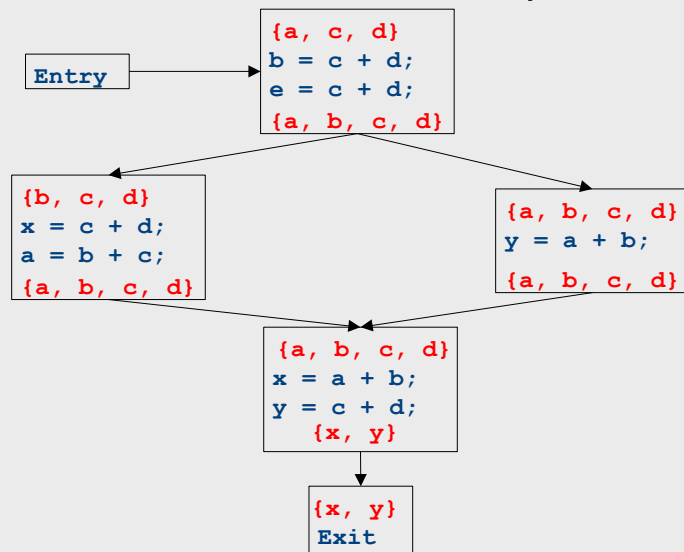 {a, c, d}
Entry
b = c + d;
e = c + d;
{a, b, c, d}
{b, c, d}
x = c + d;
a = b + c;
{a, b, c, d}
{a, b, c, d}
y = a + b;
{a, b, c, d}
{a, b, c, d}
x = a + b;
y = c + d;
{x, y}
{x, y}
Exit